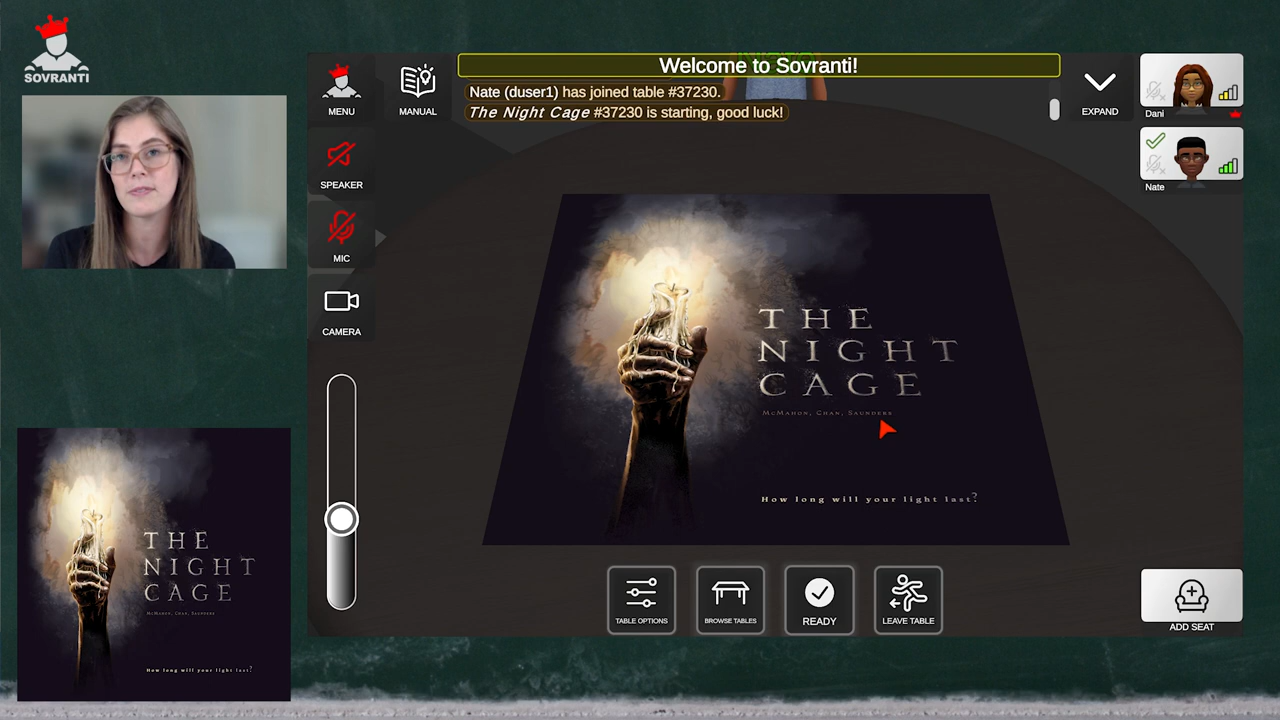 SOVRANTI
MENU
MANUAL
Welcome to Sovranti!
Nate (duser1) has joined table #37230.
The Night Cage #37230 is starting, good luck!
EXPAND
Dani
SPEAKER
Nate
MIC
CAMERA
THE
NIGHT
CAGE
McMahon, Chan, Saunders
How long will your light last?
TABLE OPTIONS
BROWSE TABLES
READY
LEAVE TABLE
ADD SEAT
THE
NIGHT
CAGE
McMahon, Chan, Saunders
How long will your light last?